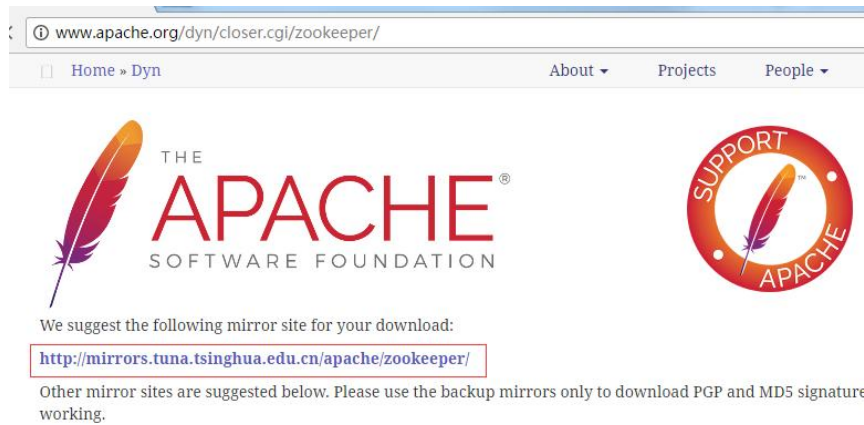 www.apache.org/dyn/closer.cgi/zookeeper/
Home » Dyn About Projects People
THE
APACHE®
SOFTWARE FOUNDATION
SUPPORT
APACHE
™
We suggest the following mirror site for your download:
http://mirrors.tuna.tsinghua.edu.cn/apache/zookeeper/
Other mirror sites are suggested below. Please use the backup mirrors only to download PGP and MD5 signature
working.